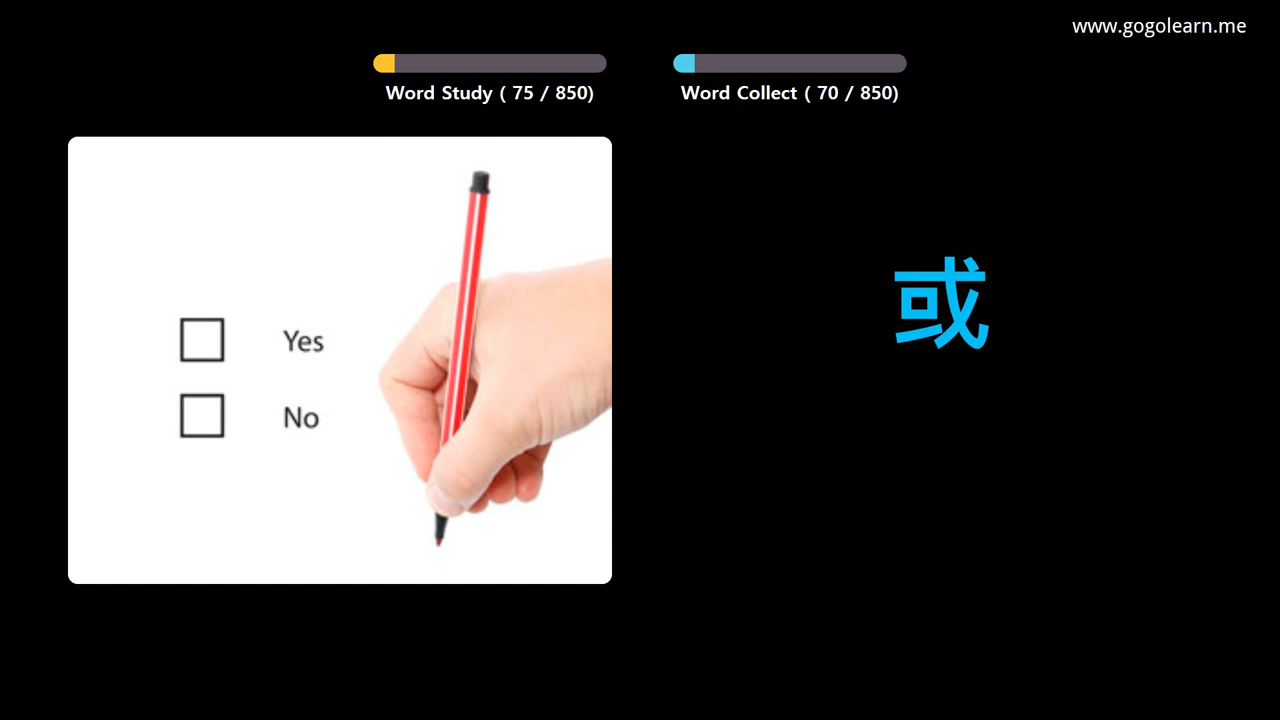 www.gogolearn.me
Word Study ( 75 / 850)
Word Collect ( 70 / 850)
Yes
No
或